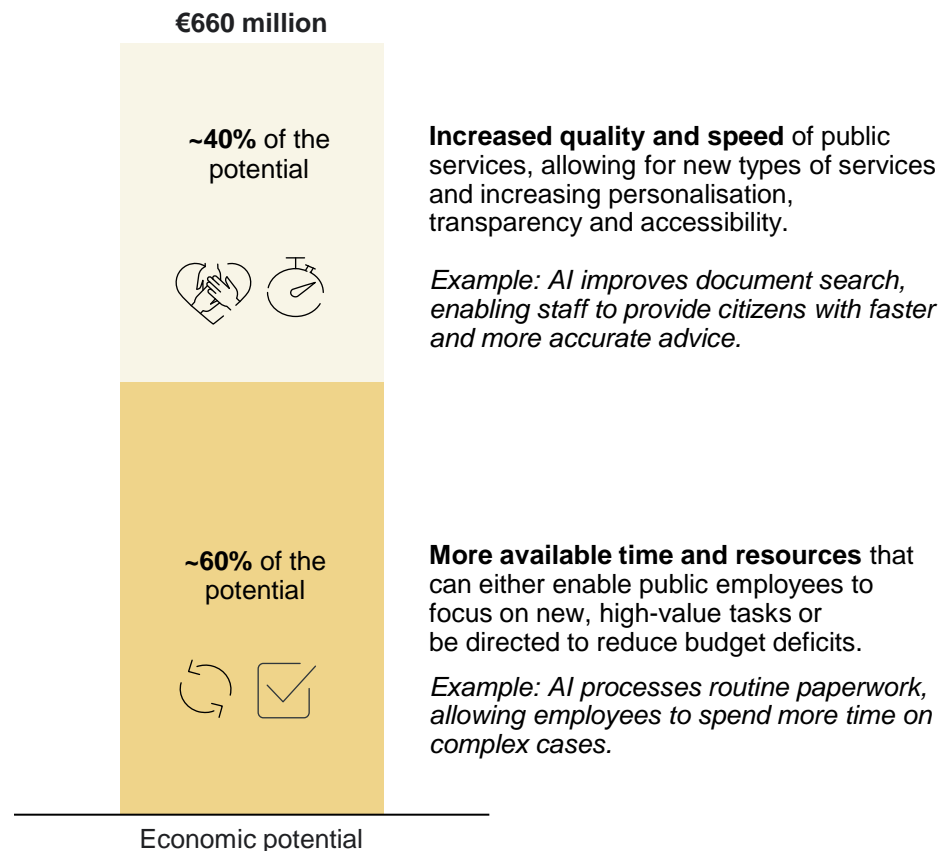 €660 million
~40% of the
potential
Increased quality and speed of public
services, allowing for new types of services
and increasing personalisation,
transparency and accessibility.
Example: AI improves document search,
enabling staff to provide citizens with faster
and more accurate advice.
~60% of the
potential
More available time and resources that
can either enable public employees to
focus on new, high-value tasks or
be directed to reduce budget deficits.
Example: AI processes routine paperwork,
allowing employees to spend more time on
complex cases.
Economic potential